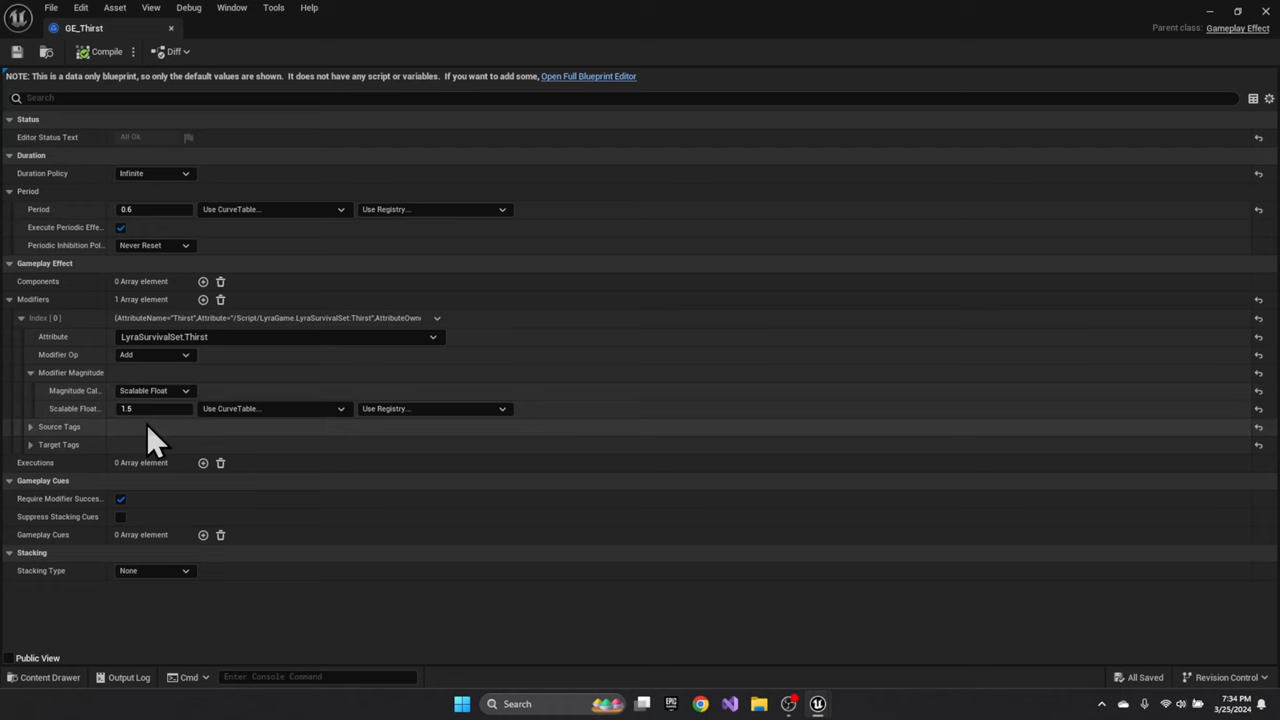 File Edit Asset View Debug Window Tools Help
GE_Thirst
Parent class: Gameplay Effect
Compile Diff
NOTE: This is a data only blueprint, so only the default values are shown. It does not have any script or variables. If you want to add some, Open Full Blueprint Editor
Search
Status
Editor Status Text All Ok
Duration
Duration Policy Infinite
Period
Period 0.6 Use CurveTable... Use Registry...
Execute Periodic Effe..
Periodic Inhibition Pol.. Never Reset
Gameplay Effect
Components 0 Array element
Modifiers 1 Array element
Index [ 0 ] (AttributeName="Thirst",Attribute="/Script/LyraGame.LyraSurvivalSet:Thirst",AttributeOwn
Attribute LyraSurvivalSet.Thirst
Modifier Op Add
Modifier Magnitude
Magnitude Cal.. Scalable Float
Scalable Float.. 1.5 Use CurveTable... Use Registry...
Source Tags
Target Tags
Executions 0 Array element
Gameplay Cues
Require Modifier Succes..
Suppress Stacking Cues
Gameplay Cues 0 Array element
Stacking
Stacking Type None
Public View
Content Drawer Output Log Cmd Enter Console Command All Saved Revision Control
Search
EPIC GAMES
7:34 PM
3/25/2024